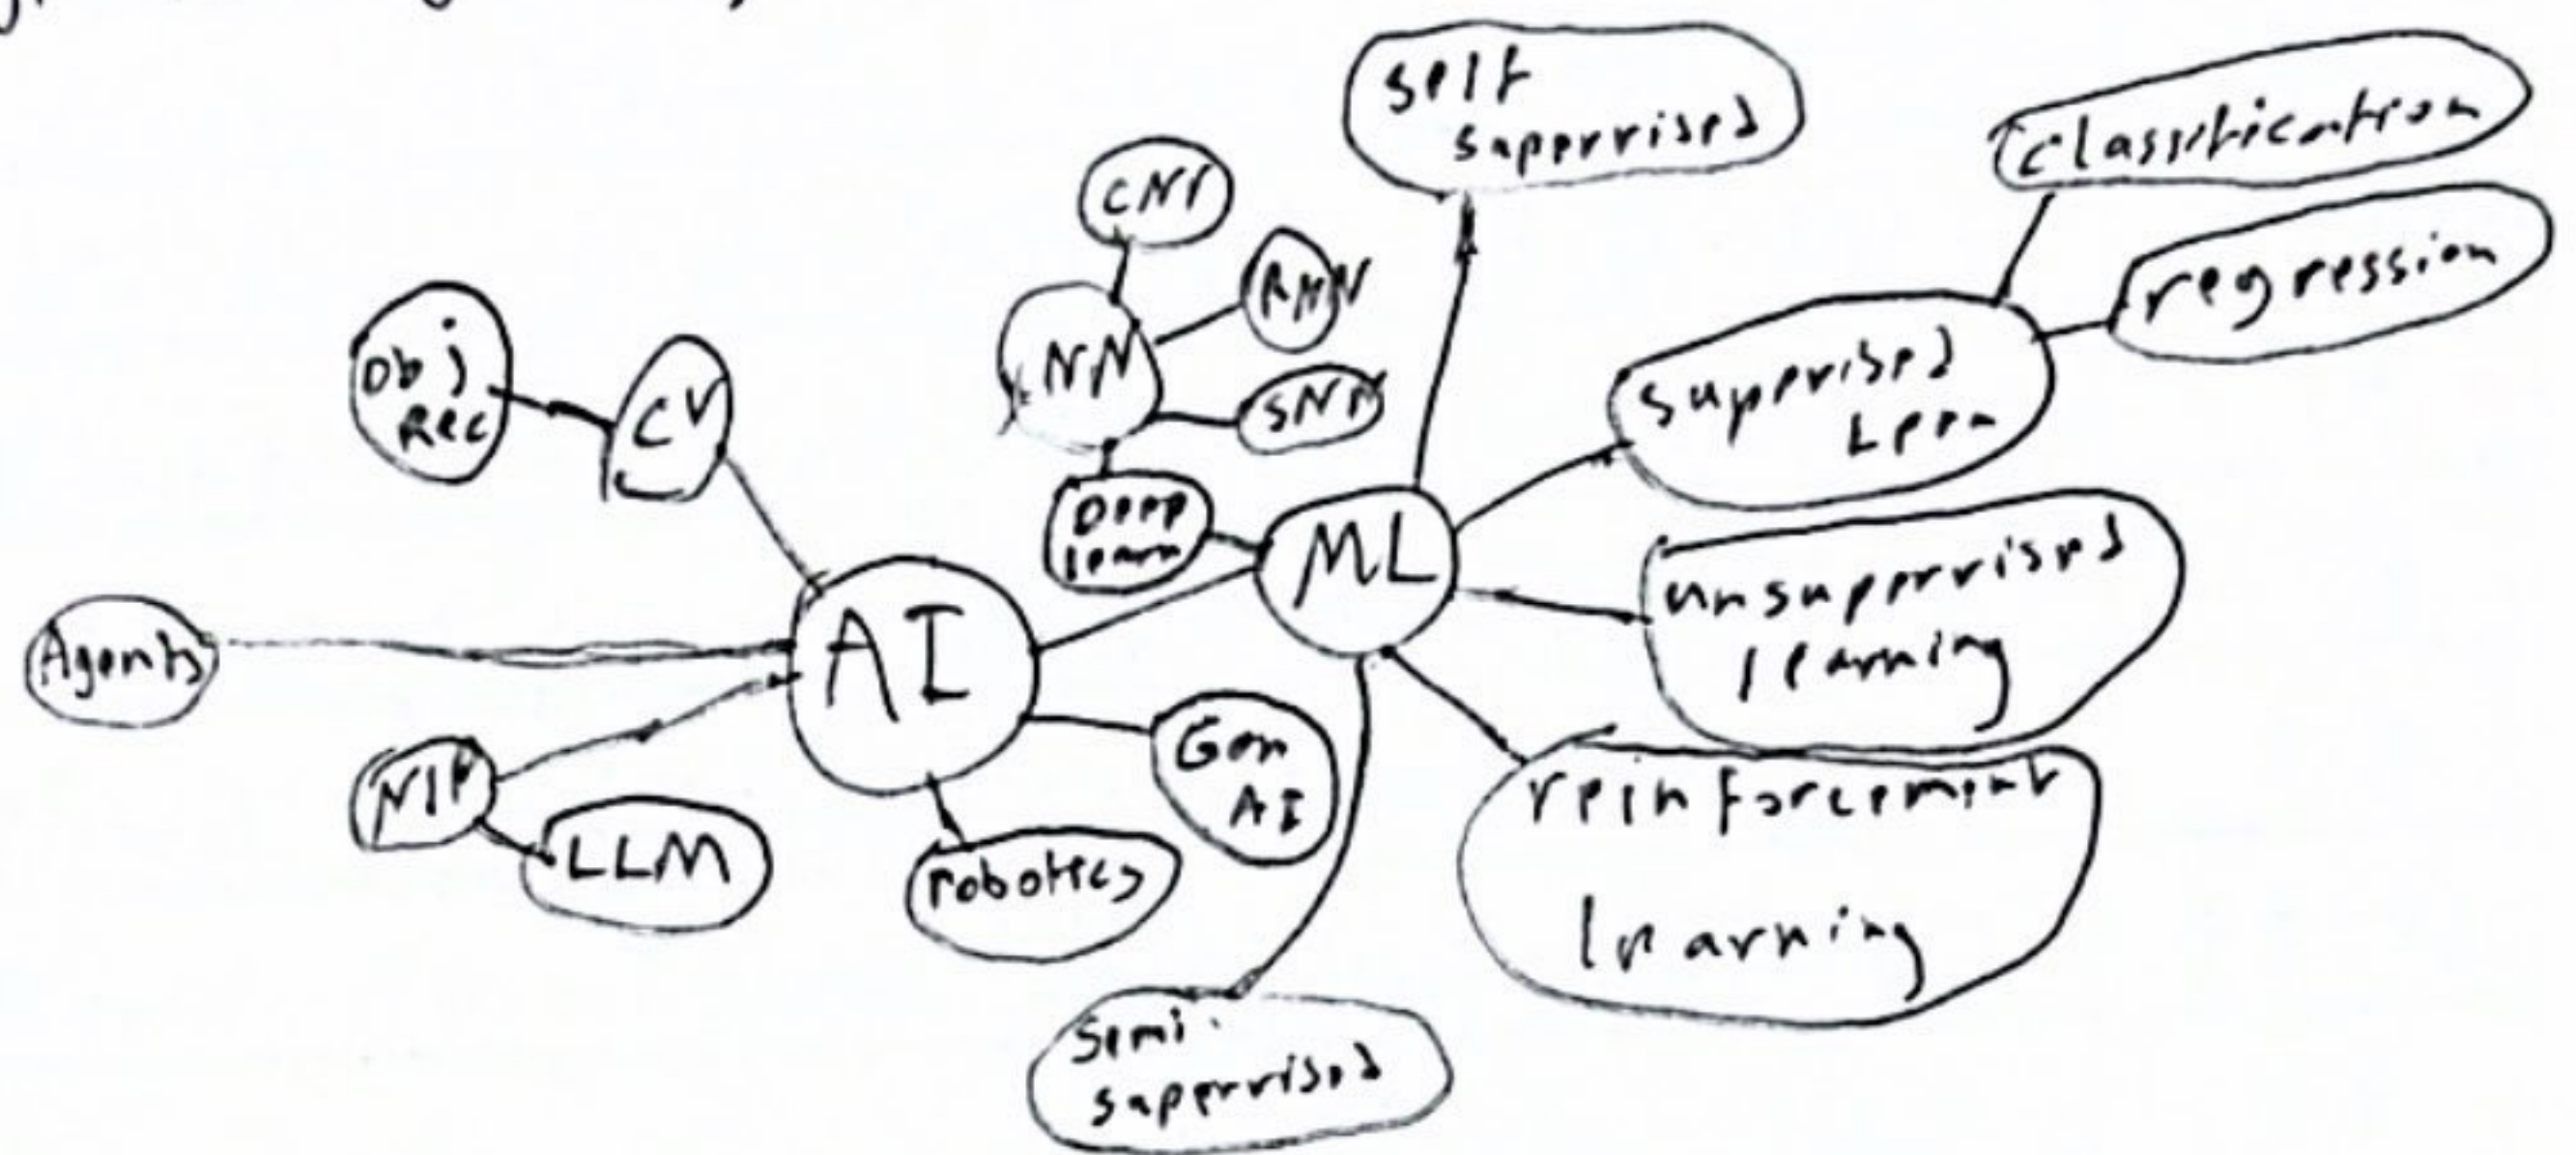 self
supervised
classification
CNN
regression
RNN
Obj
Rec
CV
NN
SNN
supervised
Lern
Deep
learn
ML
unsupervised
learning
Agents
AI
Gen
AI
NLP
LLM
robotics
reinforcement
learning
Semi
supervised